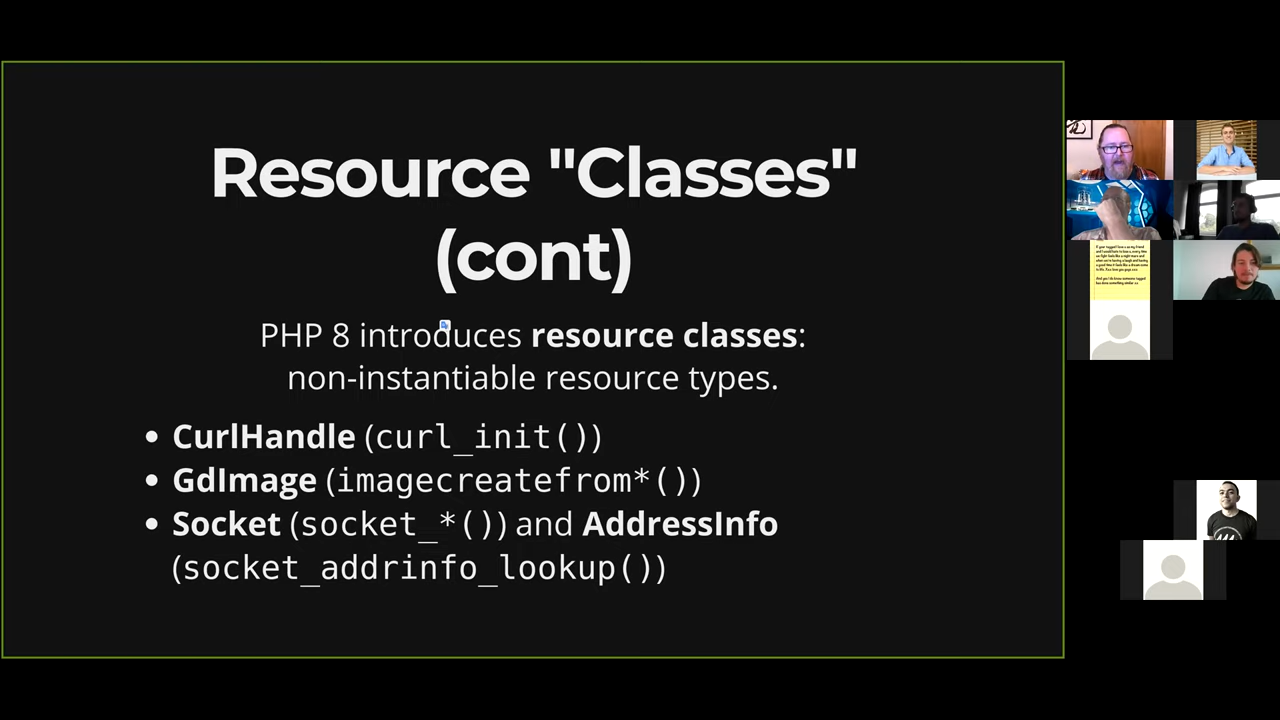 Resource "Classes"
(cont)
PHP 8 introduces resource classes:
non-instantiable resource types.
• CurlHandle (curl_init())
• GdImage (imagecreatefrom*())
• Socket (socket_*()) and AddressInfo
(socket_addrinfo_lookup())